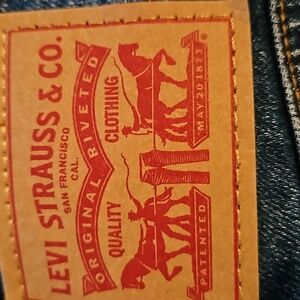 LEVI STRAUSS & CO.
SAN FRANCISCO
CAL.
ORIGINAL RIVETED
QUALITY CLOTHING
PATENTED MAY 20 1873
®